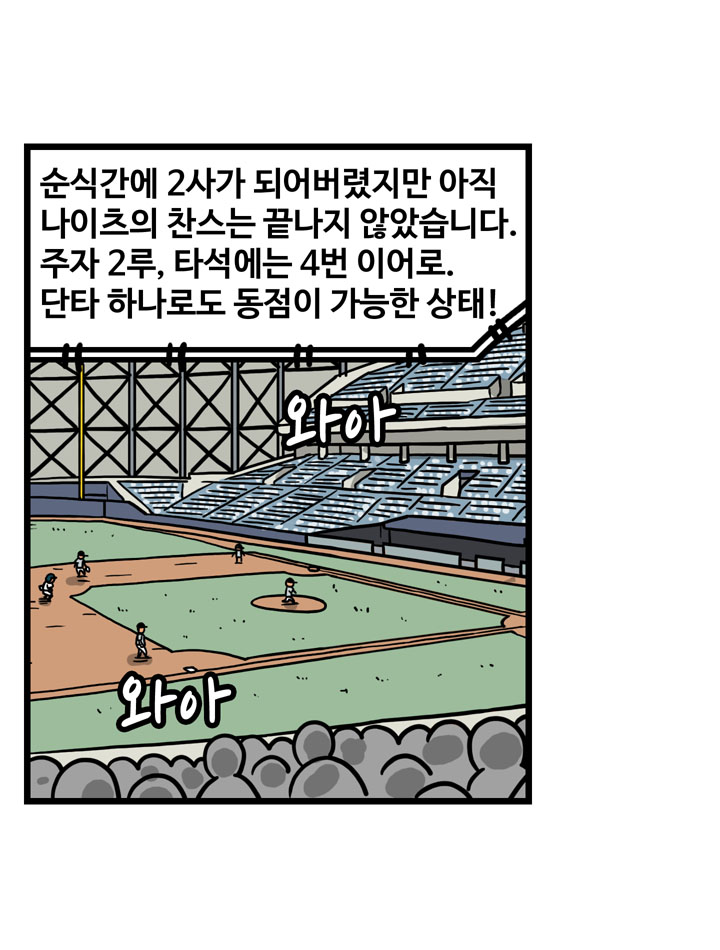 순식간에 2사가 되어버렸지만 아직
나이츠의 찬스는 끝나지 않았습니다.
주자 2루, 타석에는 4번 이어로.
단타 하나로도 동점이 가능한 상태!
와아
와아